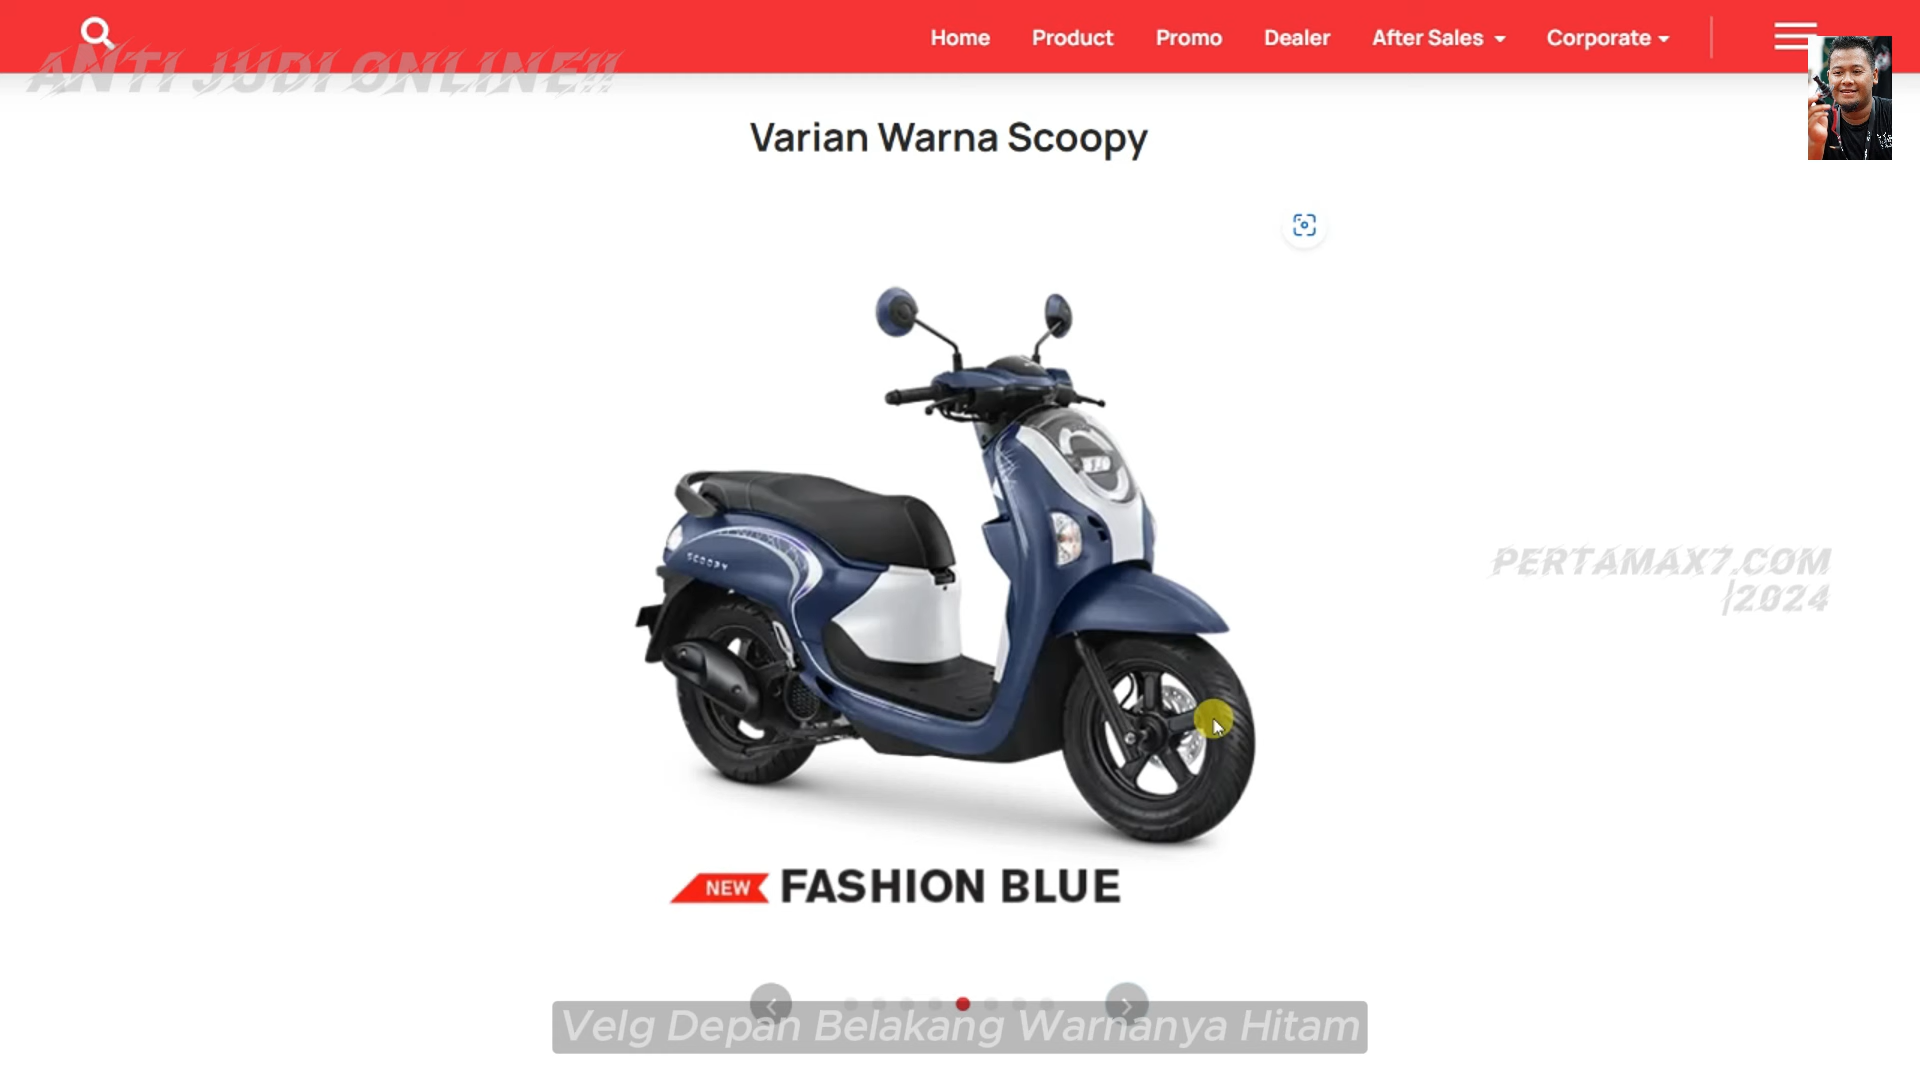 Home Product Promo Dealer After Sales Corporate
ANTI JUDI ONLINE!!
Varian Warna Scoopy
SCOOPY
PERTAMAX7.COM
|2024
NEW FASHION BLUE
Velg Depan Belakang Warnanya Hitam